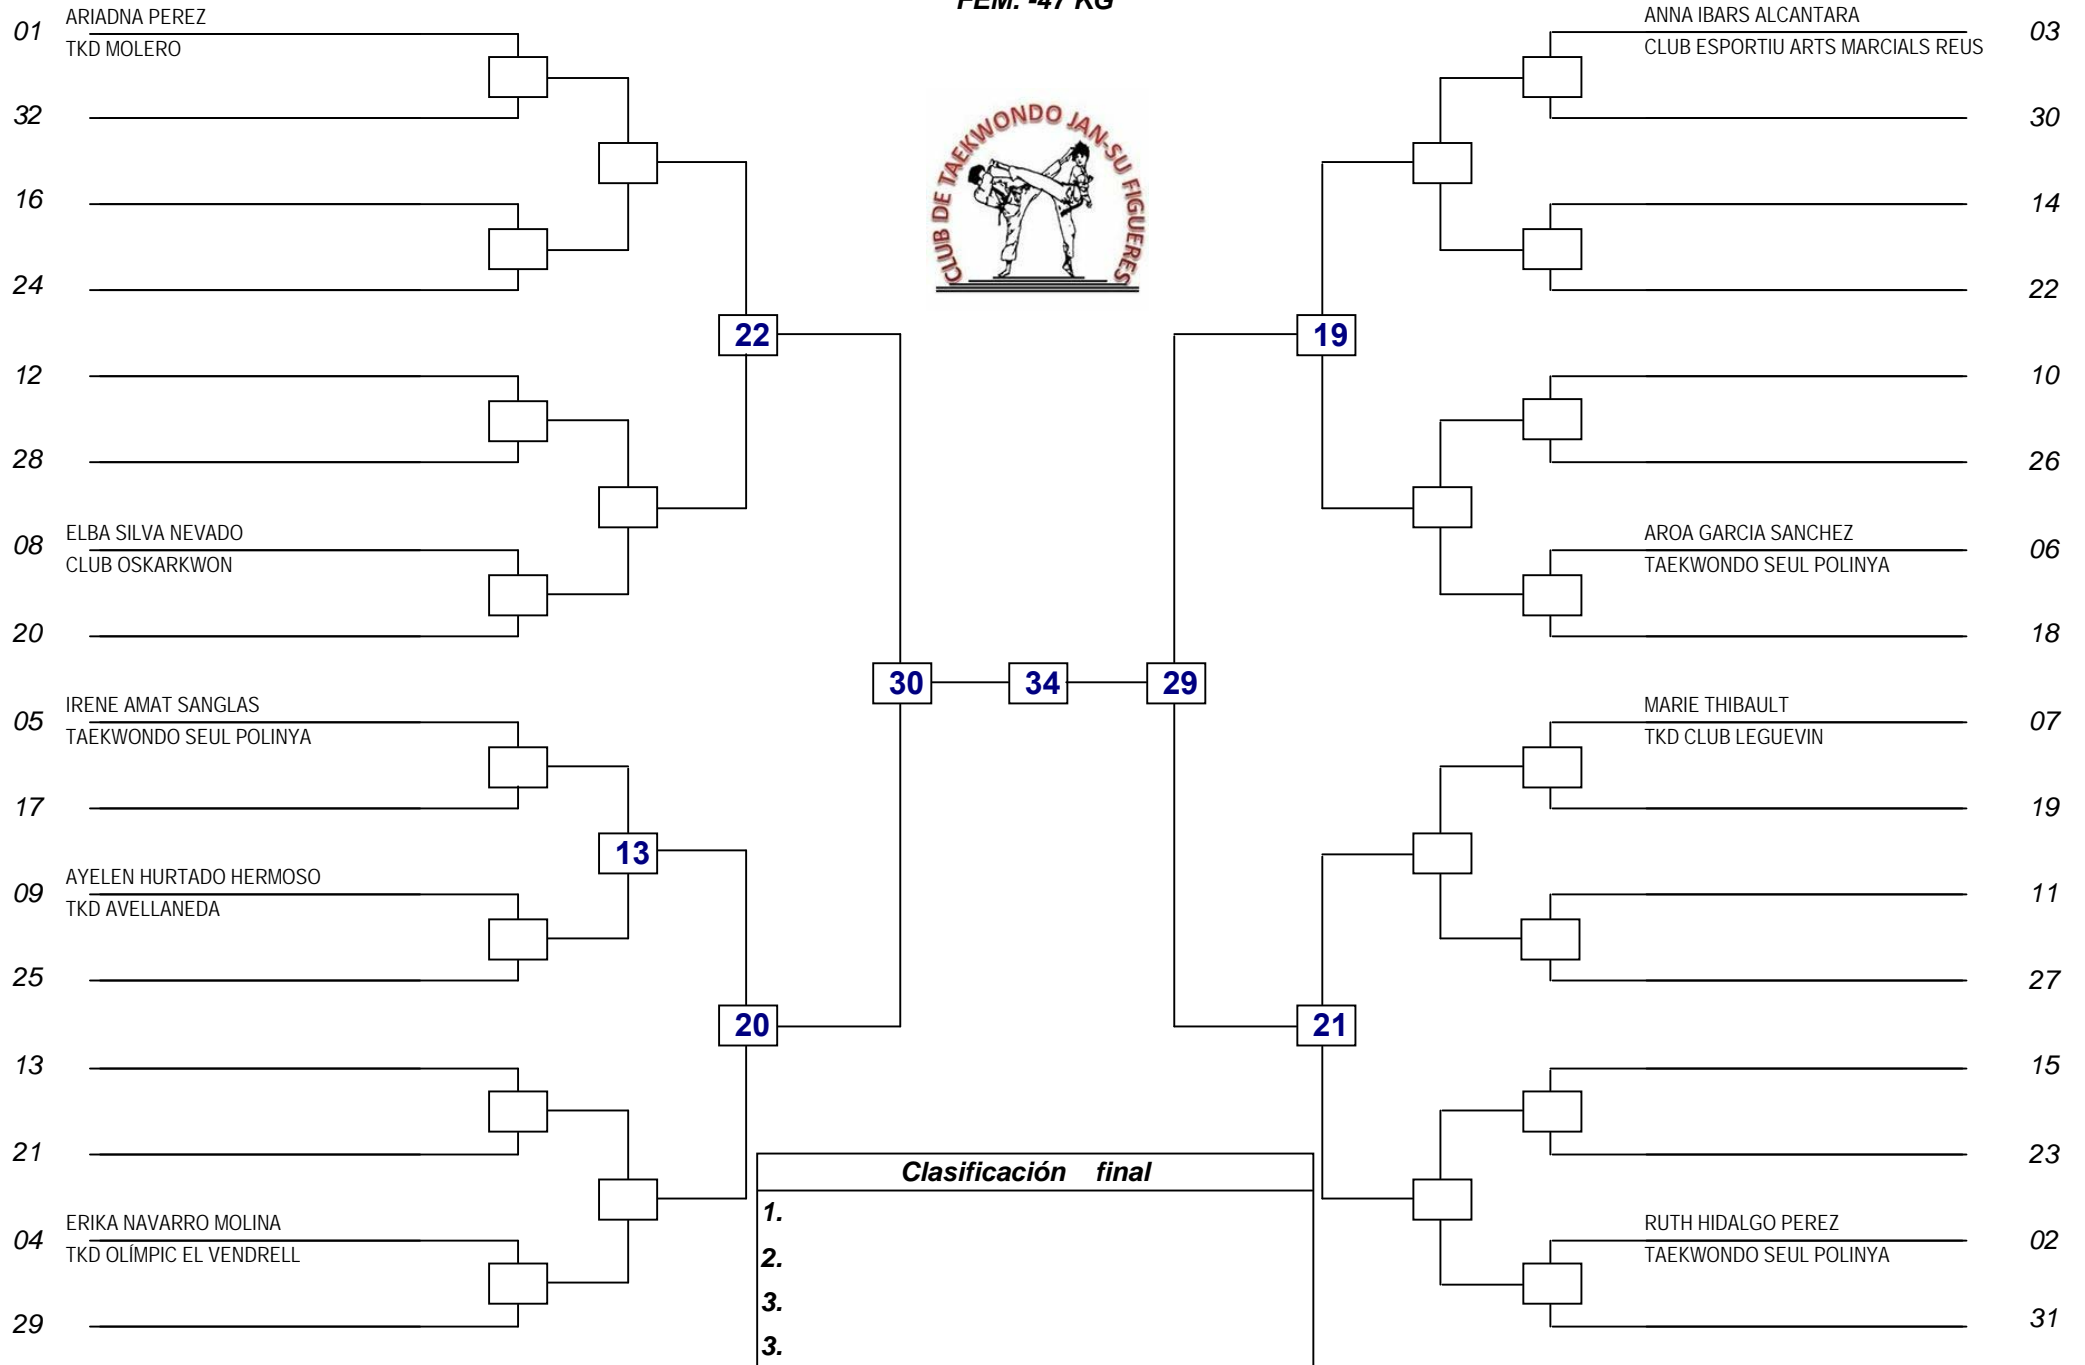 FEM. -47 KG
CLUB DE TAEKWONDO JAN-SU FIGUERES
01 ARIADNA PEREZ
TKD MOLERO
32
16
24
22
12
28
08 ELBA SILVA NEVADO
CLUB OSKARKWON
20
05 IRENE AMAT SANGLAS
TAEKWONDO SEUL POLINYA
17
13
09 AYELEN HURTADO HERMOSO
TKD AVELLANEDA
25
20
13
21
04 ERIKA NAVARRO MOLINA
TKD OLÍMPIC EL VENDRELL
29
30 34 29
ANNA IBARS ALCANTARA 03
CLUB ESPORTIU ARTS MARCIALS REUS
30
14
22
19
10
26
AROA GARCIA SANCHEZ 06
TAEKWONDO SEUL POLINYA
18
MARIE THIBAULT 07
TKD CLUB LEGUEVIN
19
11
27
21
15
23
RUTH HIDALGO PEREZ 02
TAEKWONDO SEUL POLINYA
31
Clasificación final
1.
2.
3.
3.